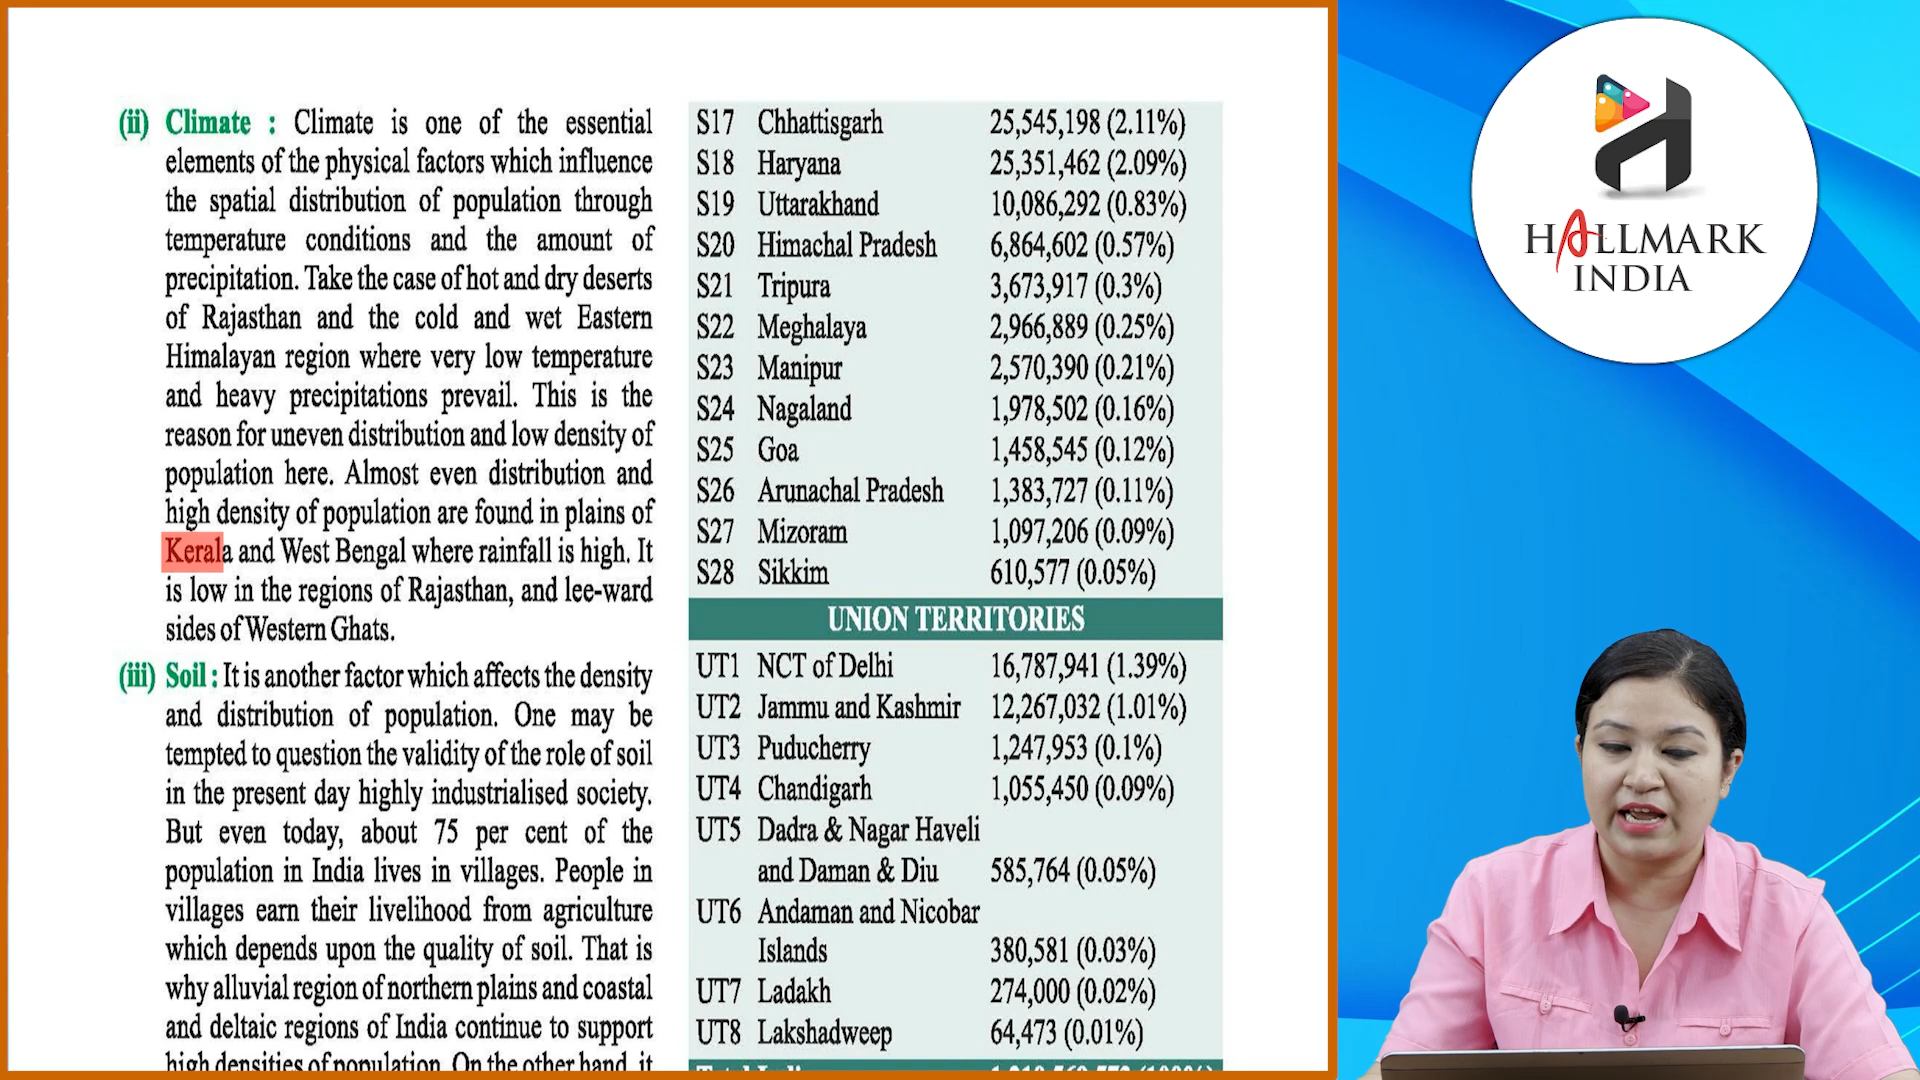 (ii) Climate : Climate is one of the essential
elements of the physical factors which influence
the spatial distribution of population through
temperature conditions and the amount of
precipitation. Take the case of hot and dry deserts
of Rajasthan and the cold and wet Eastern
Himalayan region where very low temperature
and heavy precipitations prevail. This is the
reason for uneven distribution and low density of
population here. Almost even distribution and
high density of population are found in plains of
Kerala and West Bengal where rainfall is high. It
is low in the regions of Rajasthan, and lee-ward
sides of Western Ghats.
(iii) Soil : It is another factor which affects the density
and distribution of population. One may be
tempted to question the validity of the role of soil
in the present day highly industrialised society.
But even today, about 75 per cent of the
population in India lives in villages. People in
villages earn their livelihood from agriculture
which depends upon the quality of soil. That is
why alluvial region of northern plains and coastal
and deltaic regions of India continue to support
high densities of population. On the other hand, it
S17 Chhattisgarh 25,545,198 (2.11%)
S18 Haryana 25,351,462 (2.09%)
S19 Uttarakhand 10,086,292 (0.83%)
S20 Himachal Pradesh 6,864,602 (0.57%)
S21 Tripura 3,673,917 (0.3%)
S22 Meghalaya 2,966,889 (0.25%)
S23 Manipur 2,570,390 (0.21%)
S24 Nagaland 1,978,502 (0.16%)
S25 Goa 1,458,545 (0.12%)
S26 Arunachal Pradesh 1,383,727 (0.11%)
S27 Mizoram 1,097,206 (0.09%)
S28 Sikkim 610,577 (0.05%)
UNION TERRITORIES
UT1 NCT of Delhi 16,787,941 (1.39%)
UT2 Jammu and Kashmir 12,267,032 (1.01%)
UT3 Puducherry 1,247,953 (0.1%)
UT4 Chandigarh 1,055,450 (0.09%)
UT5 Dadra & Nagar Haveli
and Daman & Diu 585,764 (0.05%)
UT6 Andaman and Nicobar
Islands 380,581 (0.03%)
UT7 Ladakh 274,000 (0.02%)
UT8 Lakshadweep 64,473 (0.01%)
HALLMARK
INDIA